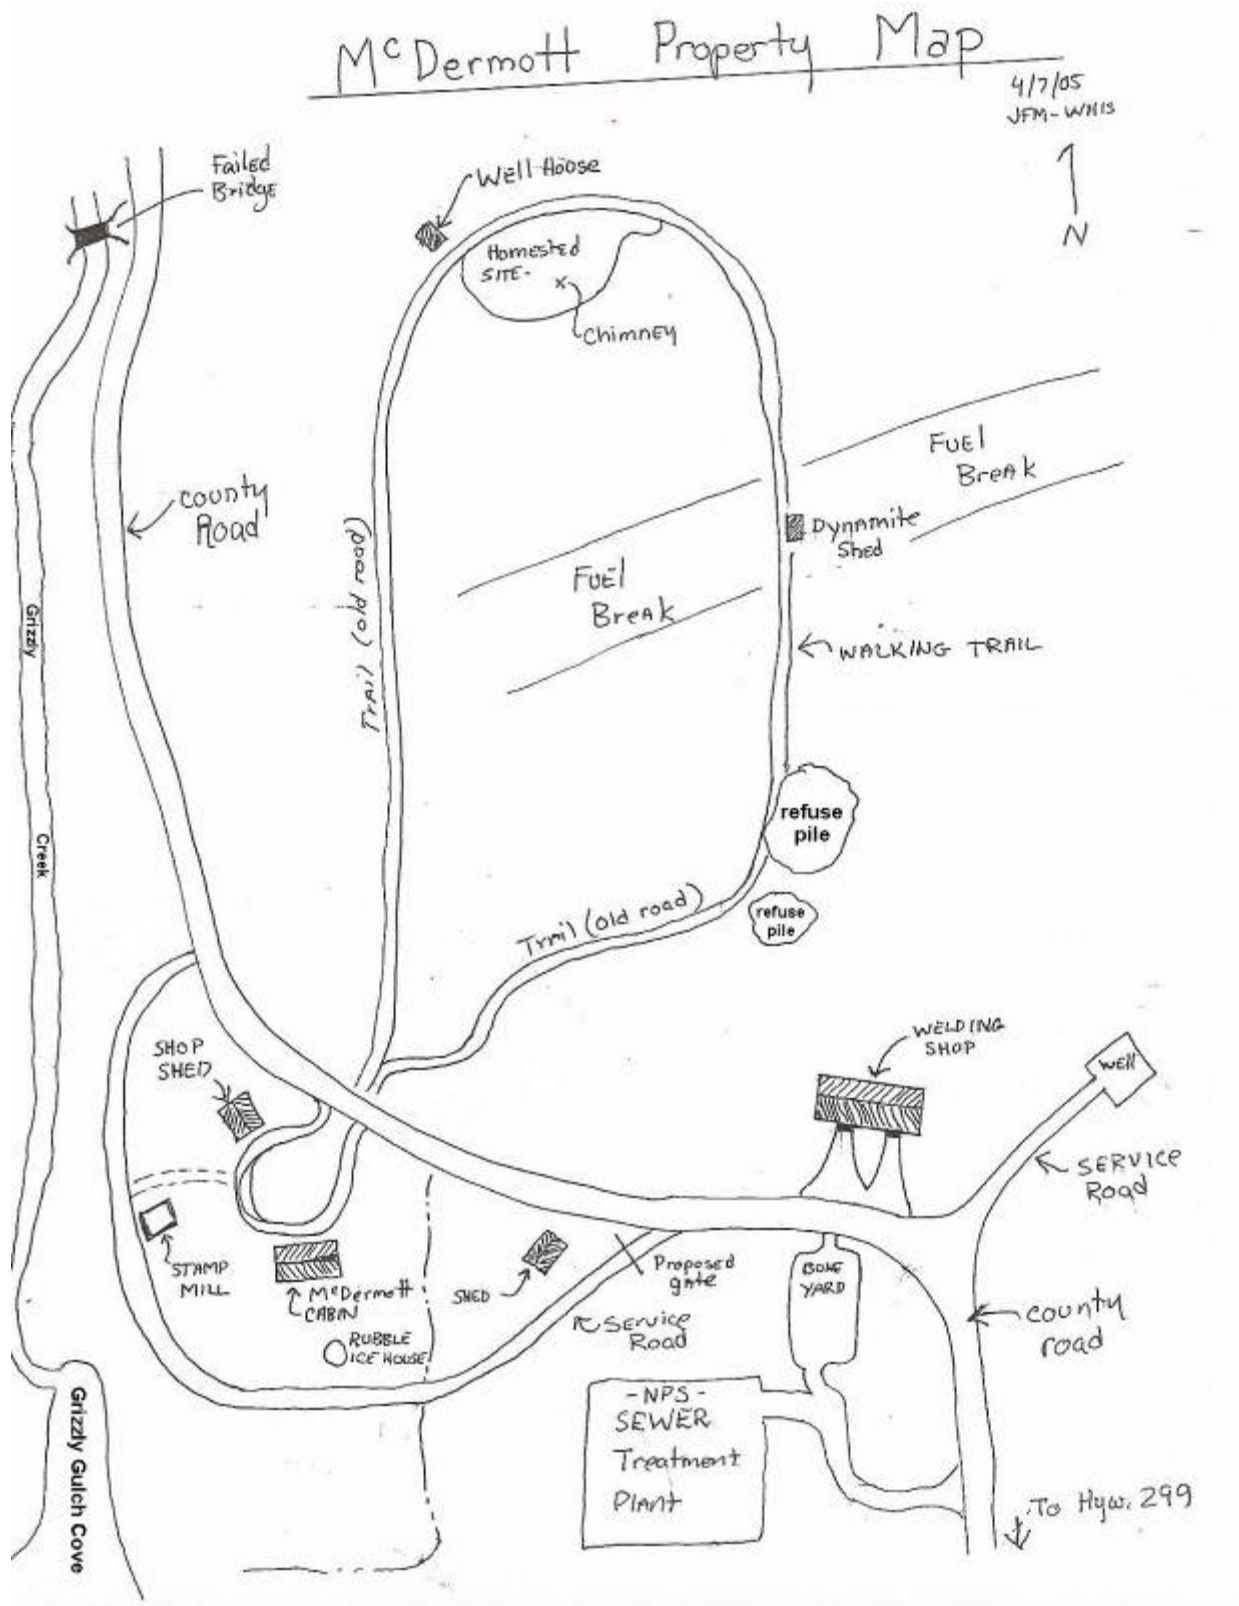 McDermott Property Map
4/7/05
JFM-WHIS
N
Failed
Bridge
Well House
Homested
SITE-
x
Chimney
Fuel
Break
County
Road
Trail (old road)
Dynamite
Shed
Fuel
Break
WALKING TRAIL
Grizzly
Creek
refuse
pile
Trail (old road)
refuse
pile
SHOP
SHED
WELDING
SHOP
Well
SERVICE
Road
STAMP
MILL
McDermott
CABIN
SHED
Proposed
gate
BONE
YARD
County
road
RUBBLE
ICE HOUSE
Service
Road
-NPS-
SEWER
Treatment
Plant
Grizzly Gulch Cove
To Hyw. 299